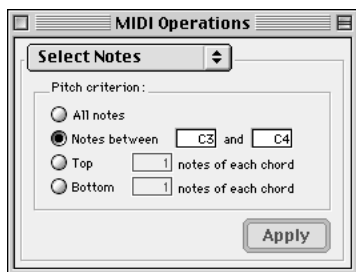 MIDI Operations
Select Notes
Pitch criterion:
All notes
Notes between C3 and C4
Top 1 notes of each chord
Bottom 1 notes of each chord
Apply